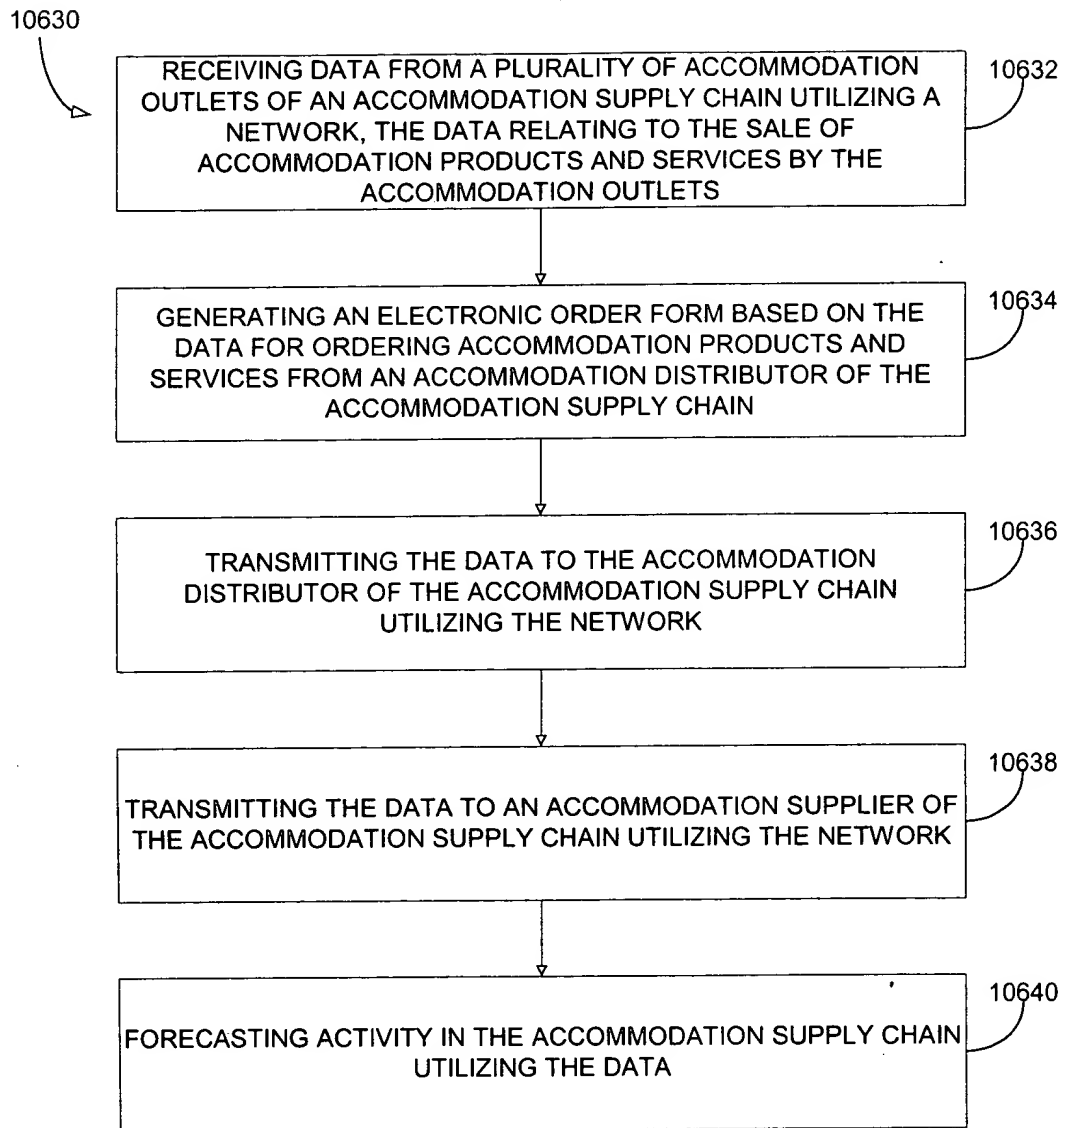 10630
RECEIVING DATA FROM A PLURALITY OF ACCOMMODATION
OUTLETS OF AN ACCOMMODATION SUPPLY CHAIN UTILIZING A
NETWORK, THE DATA RELATING TO THE SALE OF
ACCOMMODATION PRODUCTS AND SERVICES BY THE
ACCOMMODATION OUTLETS
10632
GENERATING AN ELECTRONIC ORDER FORM BASED ON THE
DATA FOR ORDERING ACCOMMODATION PRODUCTS AND
SERVICES FROM AN ACCOMMODATION DISTRIBUTOR OF THE
ACCOMMODATION SUPPLY CHAIN
10634
TRANSMITTING THE DATA TO THE ACCOMMODATION
DISTRIBUTOR OF THE ACCOMMODATION SUPPLY CHAIN
UTILIZING THE NETWORK
10636
TRANSMITTING THE DATA TO AN ACCOMMODATION SUPPLIER OF
THE ACCOMMODATION SUPPLY CHAIN UTILIZING THE NETWORK
10638
FORECASTING ACTIVITY IN THE ACCOMMODATION SUPPLY CHAIN
UTILIZING THE DATA
10640